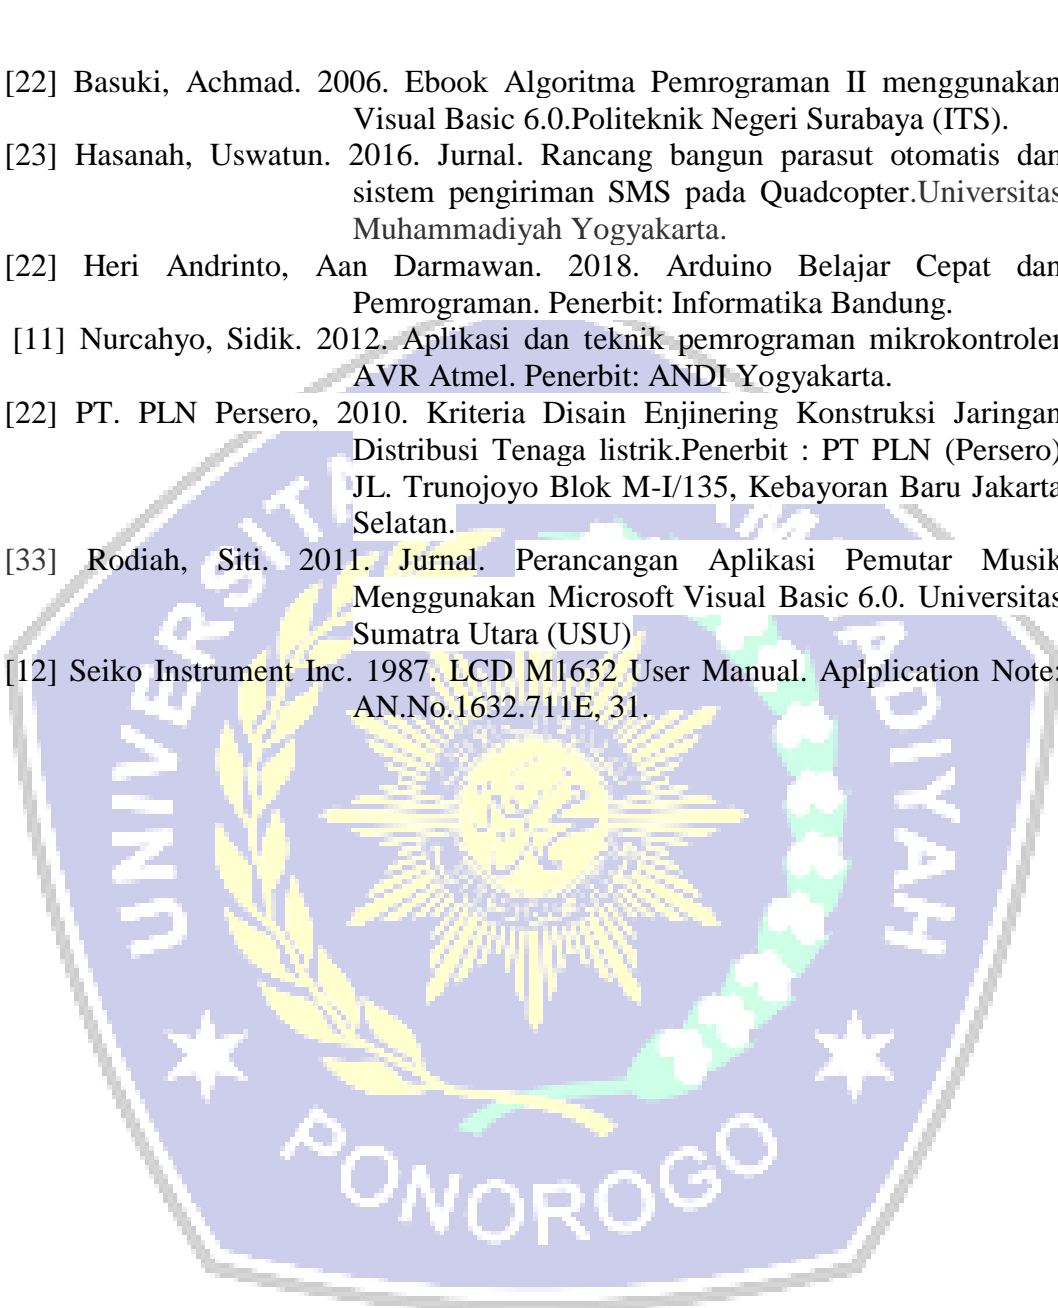 [22] Basuki, Achmad. 2006. Ebook Algoritma Pemrograman II menggunakan
Visual Basic 6.0.Politeknik Negeri Surabaya (ITS).
[23] Hasanah, Uswatun. 2016. Jurnal. Rancang bangun parasut otomatis dan
sistem pengiriman SMS pada Quadcopter.Universitas
Muhammadiyah Yogyakarta.
[22] Heri Andrinto, Aan Darmawan. 2018. Arduino Belajar Cepat dan
Pemrograman. Penerbit: Informatika Bandung.
[11] Nurcahyo, Sidik. 2012. Aplikasi dan teknik pemrograman mikrokontroler
AVR Atmel. Penerbit: ANDI Yogyakarta.
[22] PT. PLN Persero, 2010. Kriteria Disain Enjinering Konstruksi Jaringan
Distribusi Tenaga listrik.Penerbit : PT PLN (Persero)
JL. Trunojoyo Blok M-I/135, Kebayoran Baru Jakarta
Selatan.
[33] Rodiah, Siti. 2011. Jurnal. Perancangan Aplikasi Pemutar Musik
Menggunakan Microsoft Visual Basic 6.0. Universitas
Sumatra Utara (USU)
[12] Seiko Instrument Inc. 1987. LCD M1632 User Manual. Aplplication Note:
AN.No.1632.711E, 31.
PONOROGO